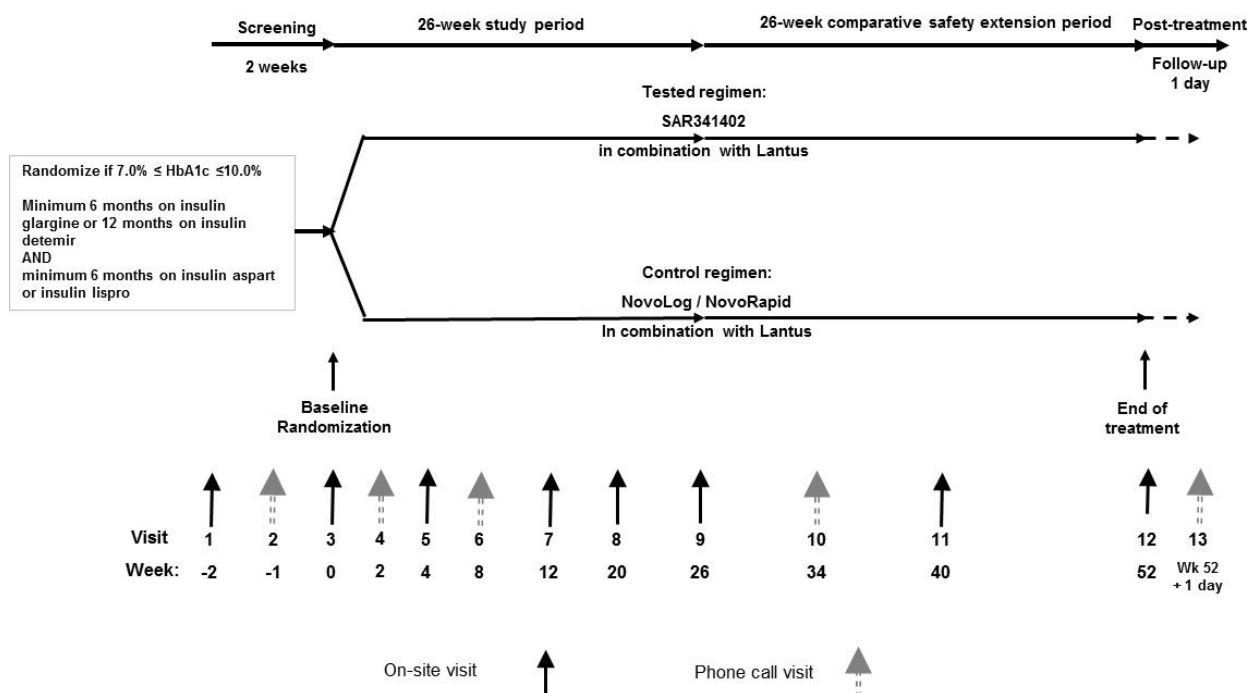 Screening
26-week study period
26-week comparative safety extension period
Post-treatment
2 weeks
Follow-up
1 day
Tested regimen:
SAR341402
in combination with Lantus
Randomize if 7.0% ≤ HbA1c ≤10.0%
Minimum 6 months on insulin
glargine or 12 months on insulin
detemir
AND
minimum 6 months on insulin aspart
or insulin lispro
Control regimen:
NovoLog / NovoRapid
In combination with Lantus
Baseline
Randomization
End of
treatment
Visit 1 2 3 4 5 6 7 8 9 10 11 12 13
Week: -2 -1 0 2 4 8 12 20 26 34 40 52 Wk 52
+ 1 day
On-site visit
Phone call visit